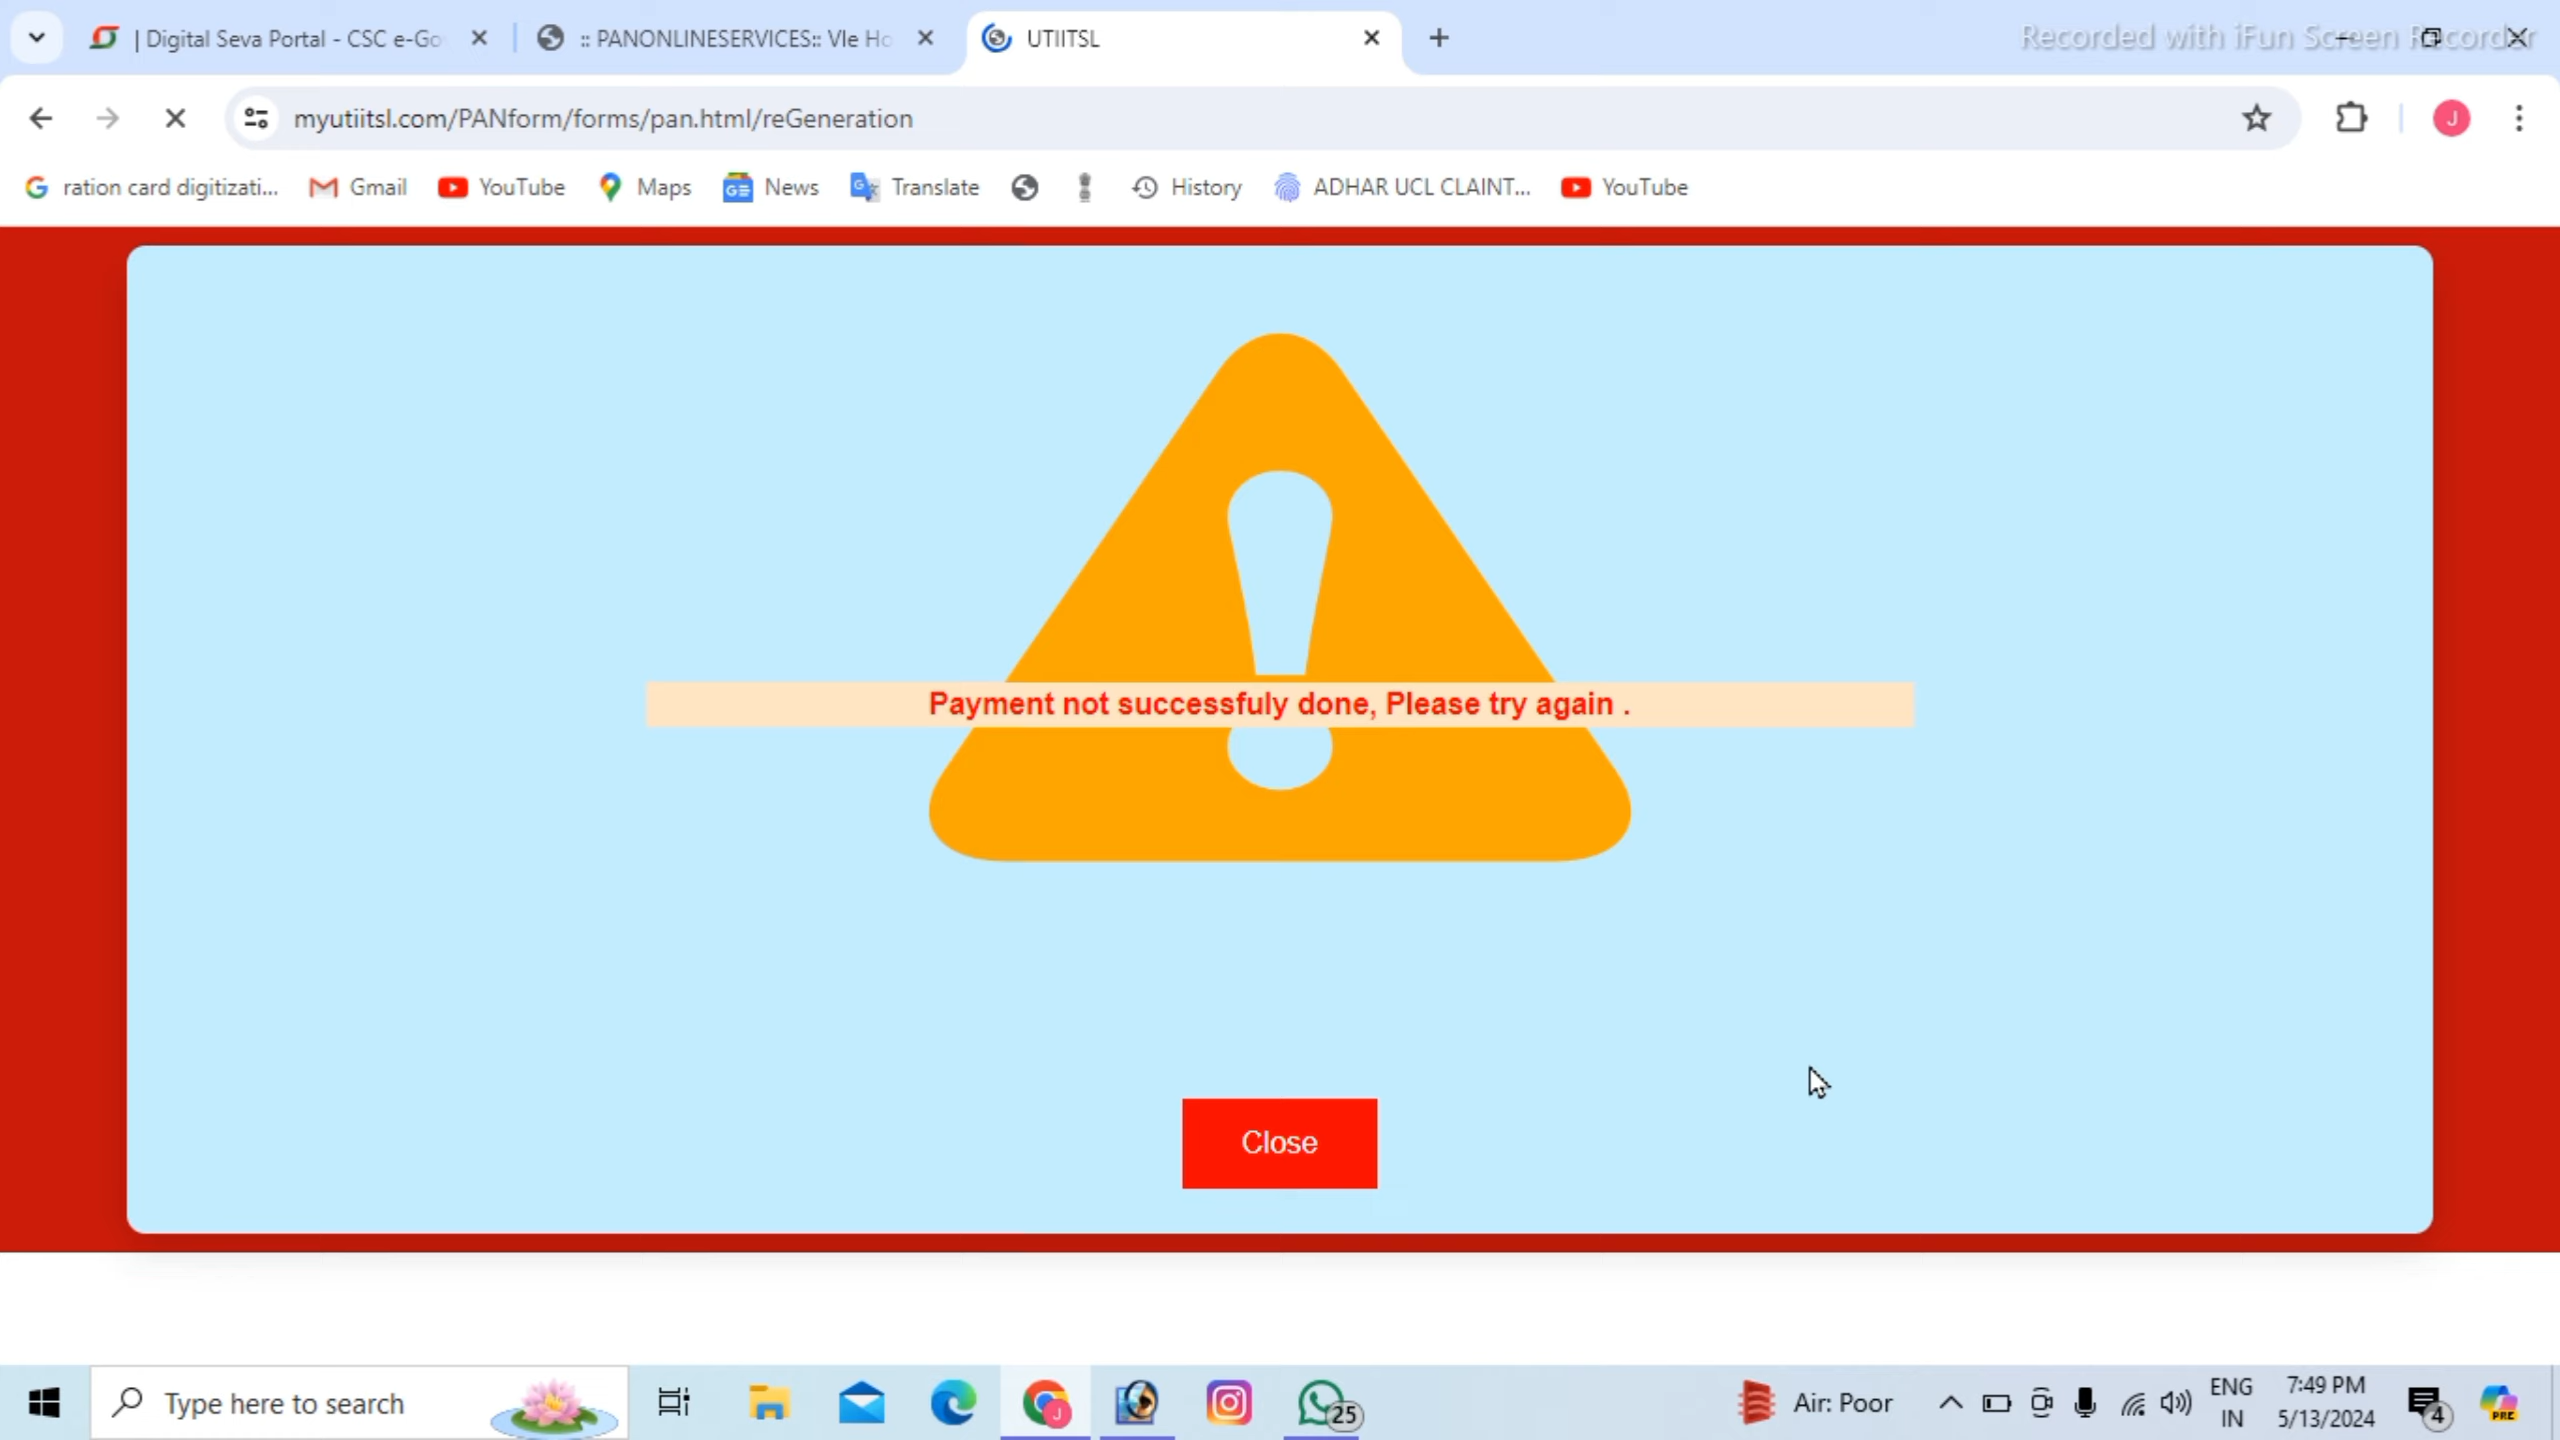 | Digital Seva Portal - CSC e-Go
:: PANONLINESERVICES:: Vle Ho
UTIITSL
Recorded with iFun Screen Recorder
myutiitsl.com/PANform/forms/pan.html/reGeneration
J
ration card digitizati...
Gmail
YouTube
Maps
News
Translate
History
ADHAR UCL CLAINT...
YouTube
Payment not successfuly done, Please try again .
Close
Type here to search
J
25
Air: Poor
ENG
IN
7:49 PM
5/13/2024
4
PRE